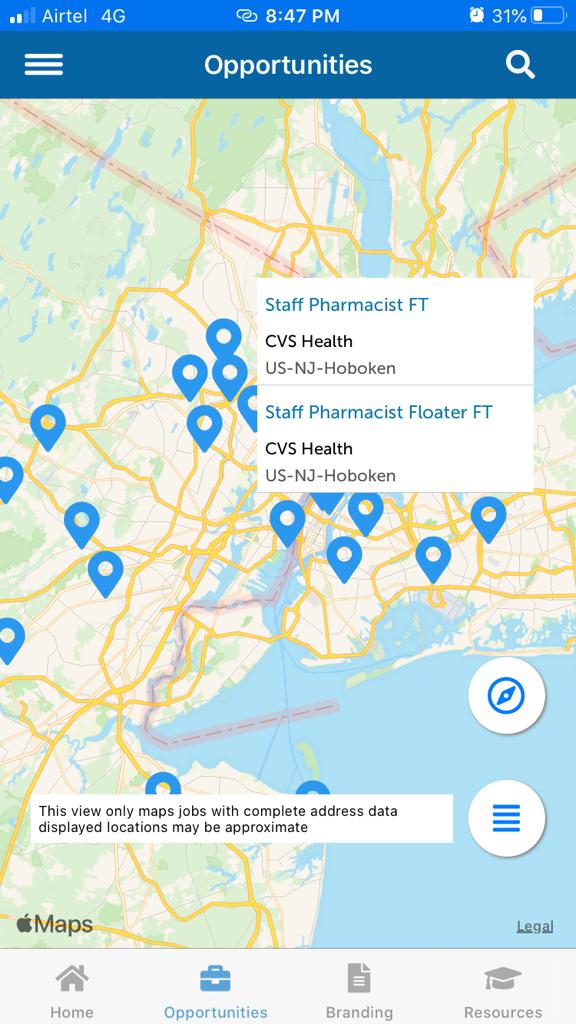 Airtel 4G 8:47 PM 31%
Opportunities
Staff Pharmacist FT
CVS Health
US-NJ-Hoboken
Staff Pharmacist Floater FT
CVS Health
US-NJ-Hoboken
This view only maps jobs with complete address data
displayed locations may be approximate
Maps
Legal
Home Opportunities Branding Resources